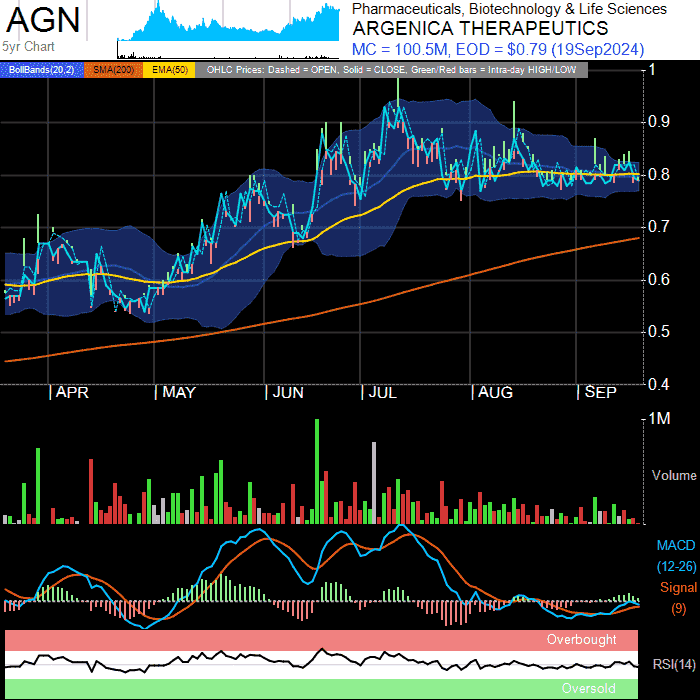 AGN
5yr Chart
Pharmaceuticals, Biotechnology & Life Sciences
ARGENICA THERAPEUTICS
MC = 100.5M, EOD = $0.79 (19Sep2024)
BollBands(20,2) SMA(200) EMA(50) OHLC Prices: Dashed = OPEN, Solid = CLOSE, Green/Red bars = Intra-day HIGH/LOW
1
0.9
0.8
0.7
0.6
0.5
0.4
APR MAY JUN JUL AUG SEP
1M
Volume
MACD
(12-26)
Signal
(9)
Overbought
RSI(14)
Oversold